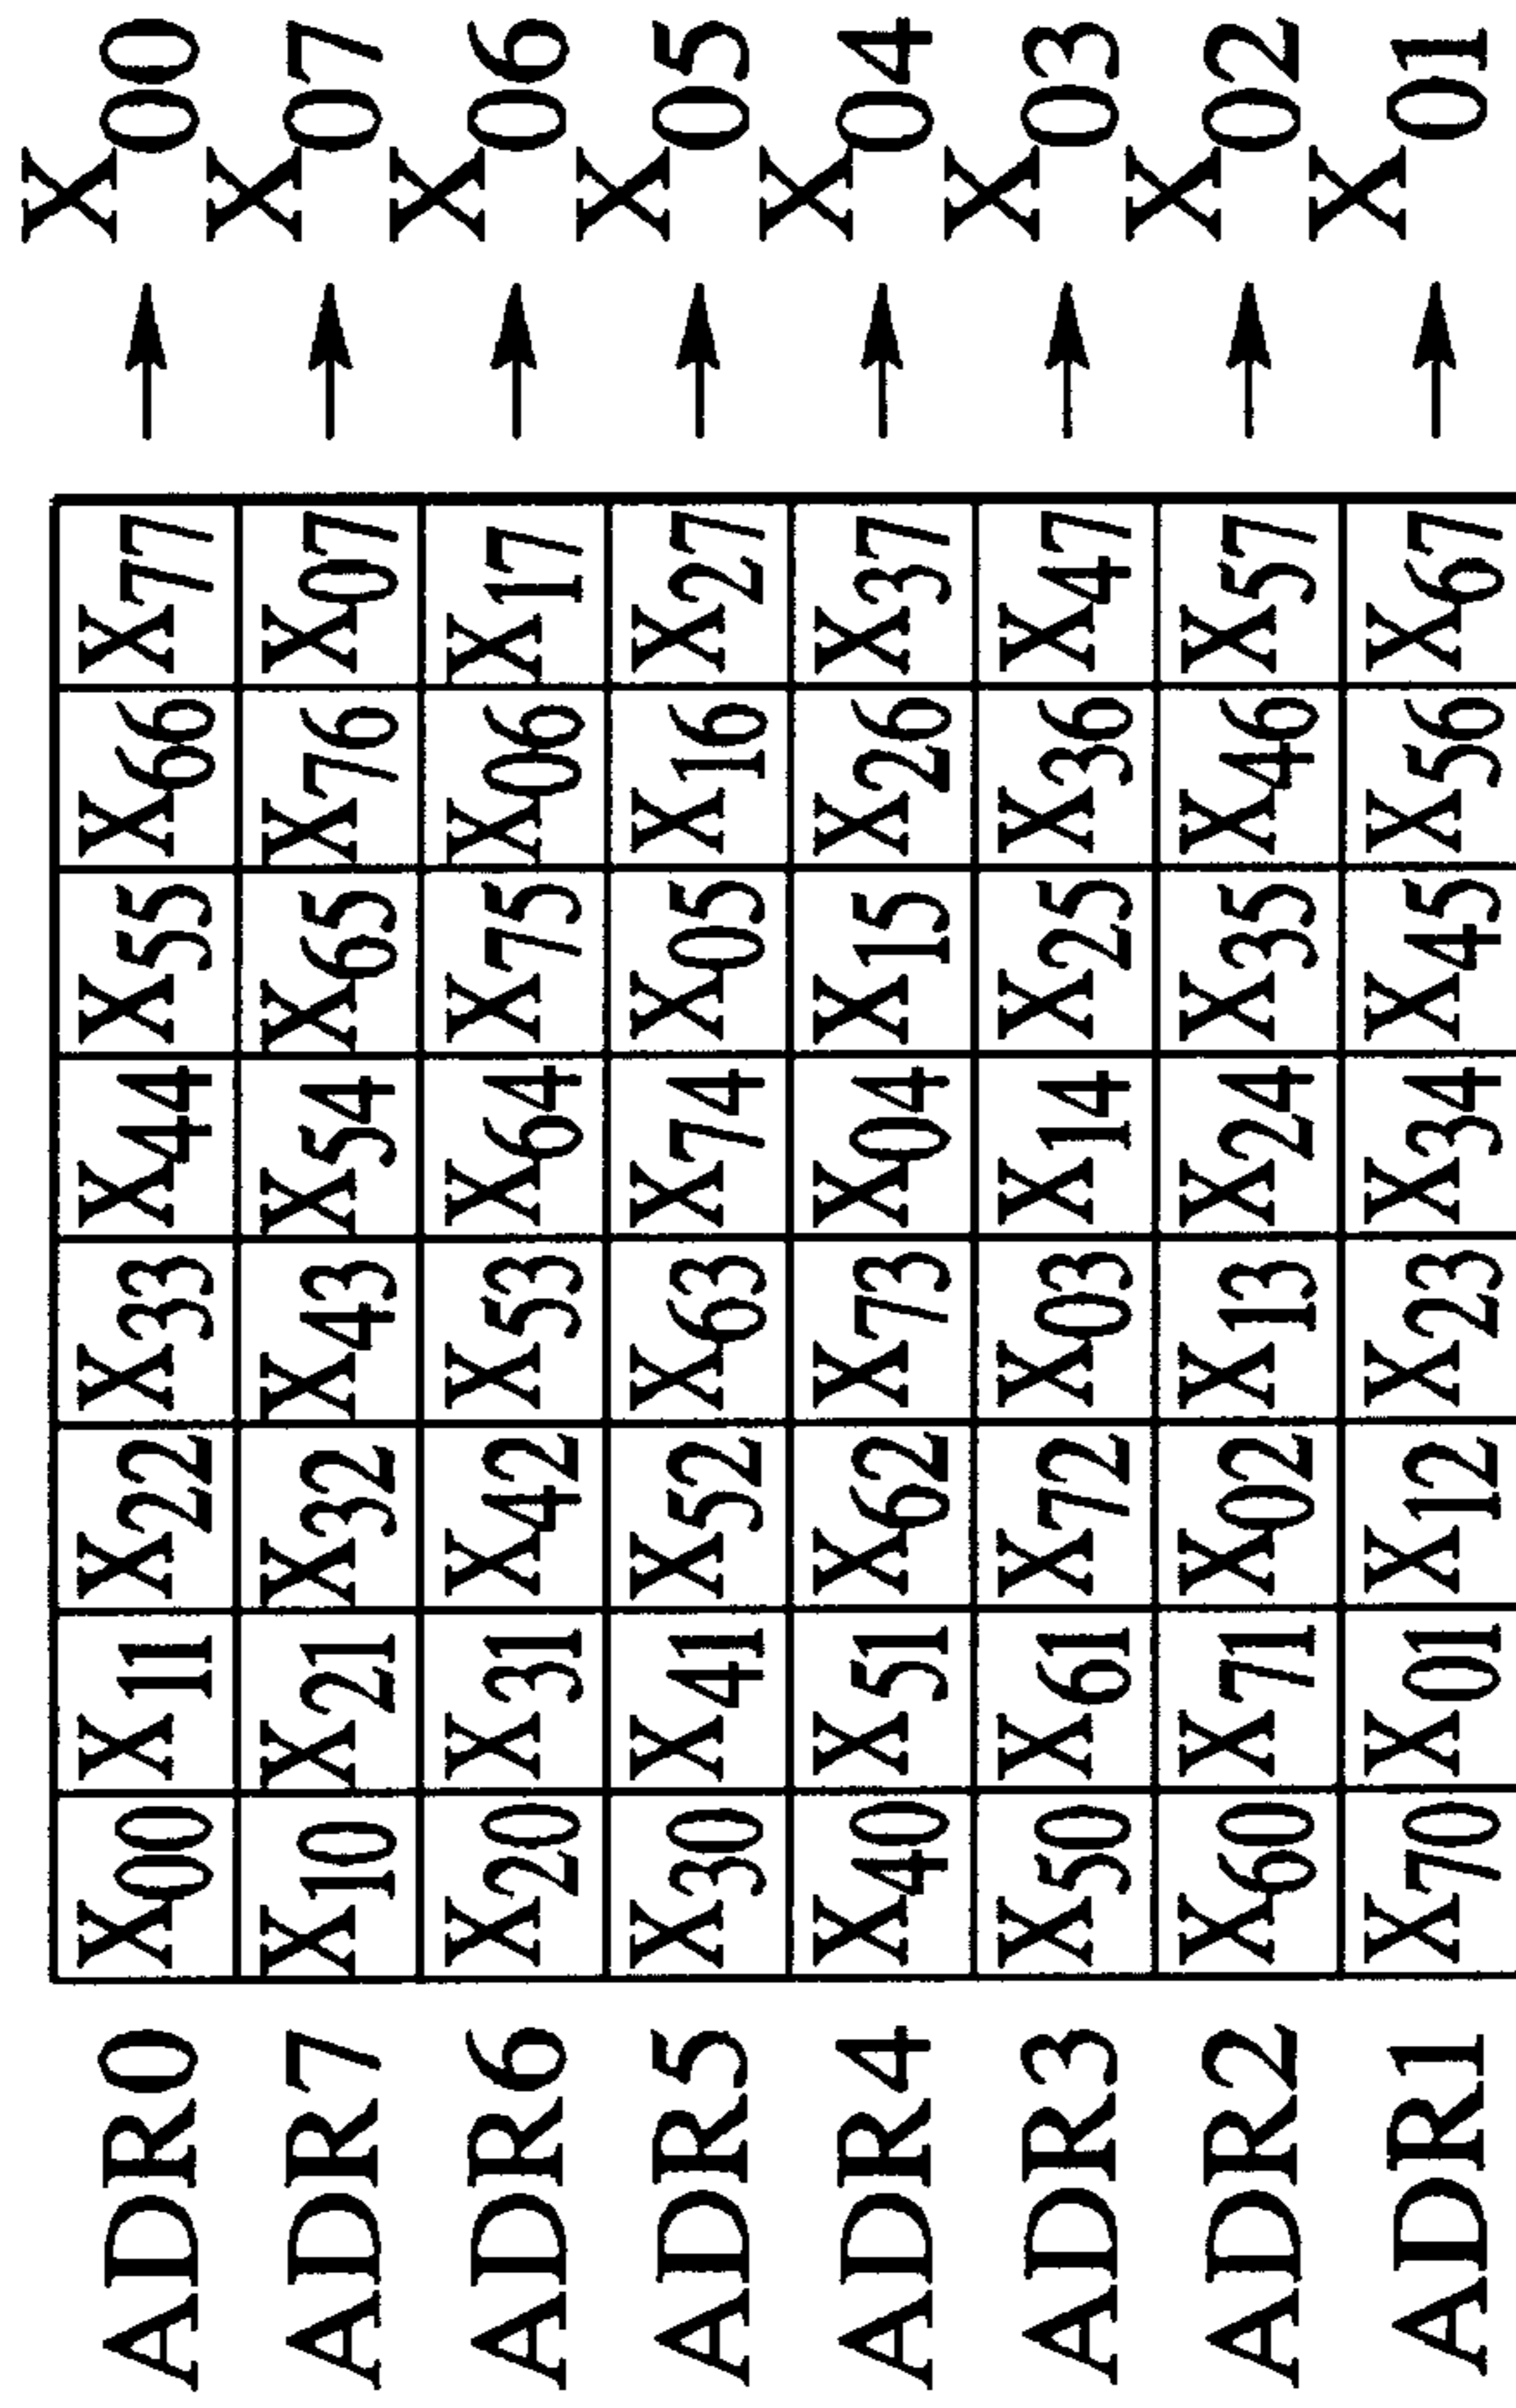 ADR0 X00 X11 X22 X33 X44 X55 X66 X77 → X00
ADR7 X10 X21 X32 X43 X54 X65 X76 X07 → X07
ADR6 X20 X31 X42 X53 X64 X75 X06 X17 → X06
ADR5 X30 X41 X52 X63 X74 X05 X16 X27 → X05
ADR4 X40 X51 X62 X73 X04 X15 X26 X37 → X04
ADR3 X50 X61 X72 X03 X14 X25 X36 X47 → X03
ADR2 X60 X71 X02 X13 X24 X35 X46 X57 → X02
ADR1 X70 X01 X12 X23 X34 X45 X56 X67 → X01